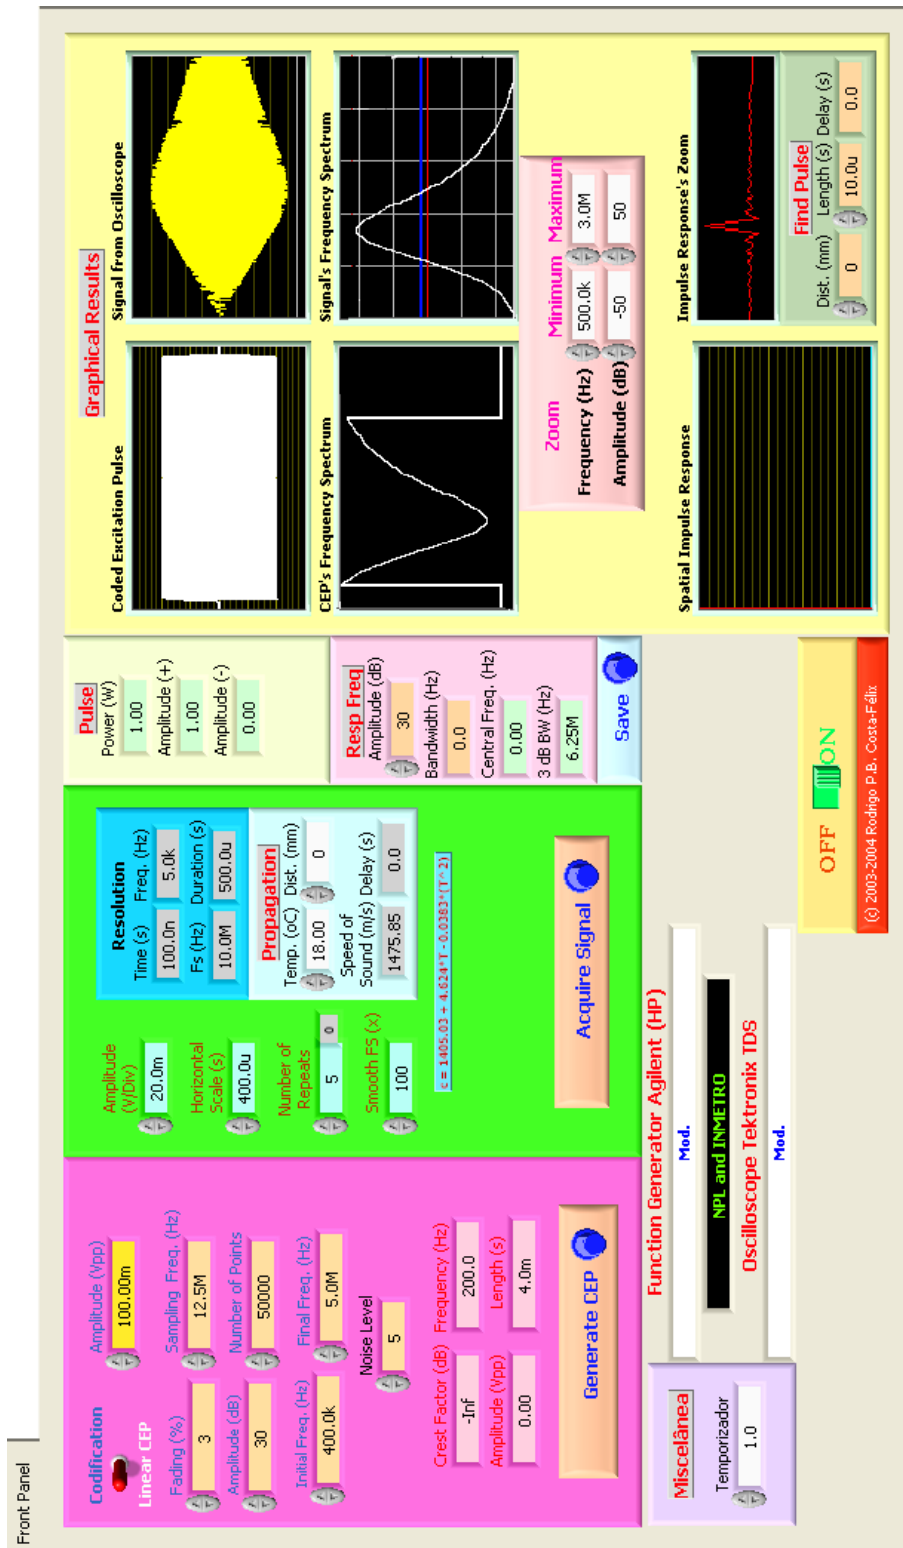 Front Panel
Codification
Linear CEP
Amplitude (Vpp)
100.00m
Fading (%)
3
Sampling Freq. (Hz)
12.5M
Amplitude (dB)
30
Number of Points
50000
Initial Freq. (Hz)
400.0k
Final Freq. (Hz)
5.0M
Noise Level
5
Crest Factor (dB)
-Inf
Frequency (Hz)
200.0
Amplitude (Vpp)
0.00
Length (s)
4.0m
Generate CEP
Amplitude
(V/Div)
20.0m
Horizontal
Scale (s)
400.0u
Number of
Repeats
5
0
Smooth FS (x)
100
Resolution
Time (s)
100.0n
Freq. (Hz)
5.0k
Fs (Hz)
10.0M
Duration (s)
500.0u
Propagation
Temp. (oC)
18.00
Dist. (mm)
0
Speed of
Sound (m/s)
1475.85
Delay (s)
0.0
c = 1405.03 + 4.624*T - 0.0383*(T^2)
Acquire Signal
Pulse
Power (W)
1.00
Amplitude (+)
1.00
Amplitude (-)
0.00
Resp Freq
Amplitude (dB)
30
Bandwidth (Hz)
0.0
Central Freq. (Hz)
0.00
3 dB BW (Hz)
6.25M
Save
Graphical Results
Coded Excitation Pulse
Signal from Oscilloscope
CEP's Frequency Spectrum
Signal's Frequency Spectrum
Zoom
Minimum
Maximum
Frequency (Hz)
500.0k
3.0M
Amplitude (dB)
-50
50
Spatial Impulse Response
Impulse Response's Zoom
Find Pulse
Dist. (mm)
0
Length (s)
10.0u
Delay (s)
0.0
Miscelânea
Temporizador
1.0
Function Generator Agilent (HP)
Mod.
NPL and INMETRO
Oscilloscope Tektronix TDS
Mod.
OFF
ON
(c) 2003-2004 Rodrigo P.B. Costa-Félix